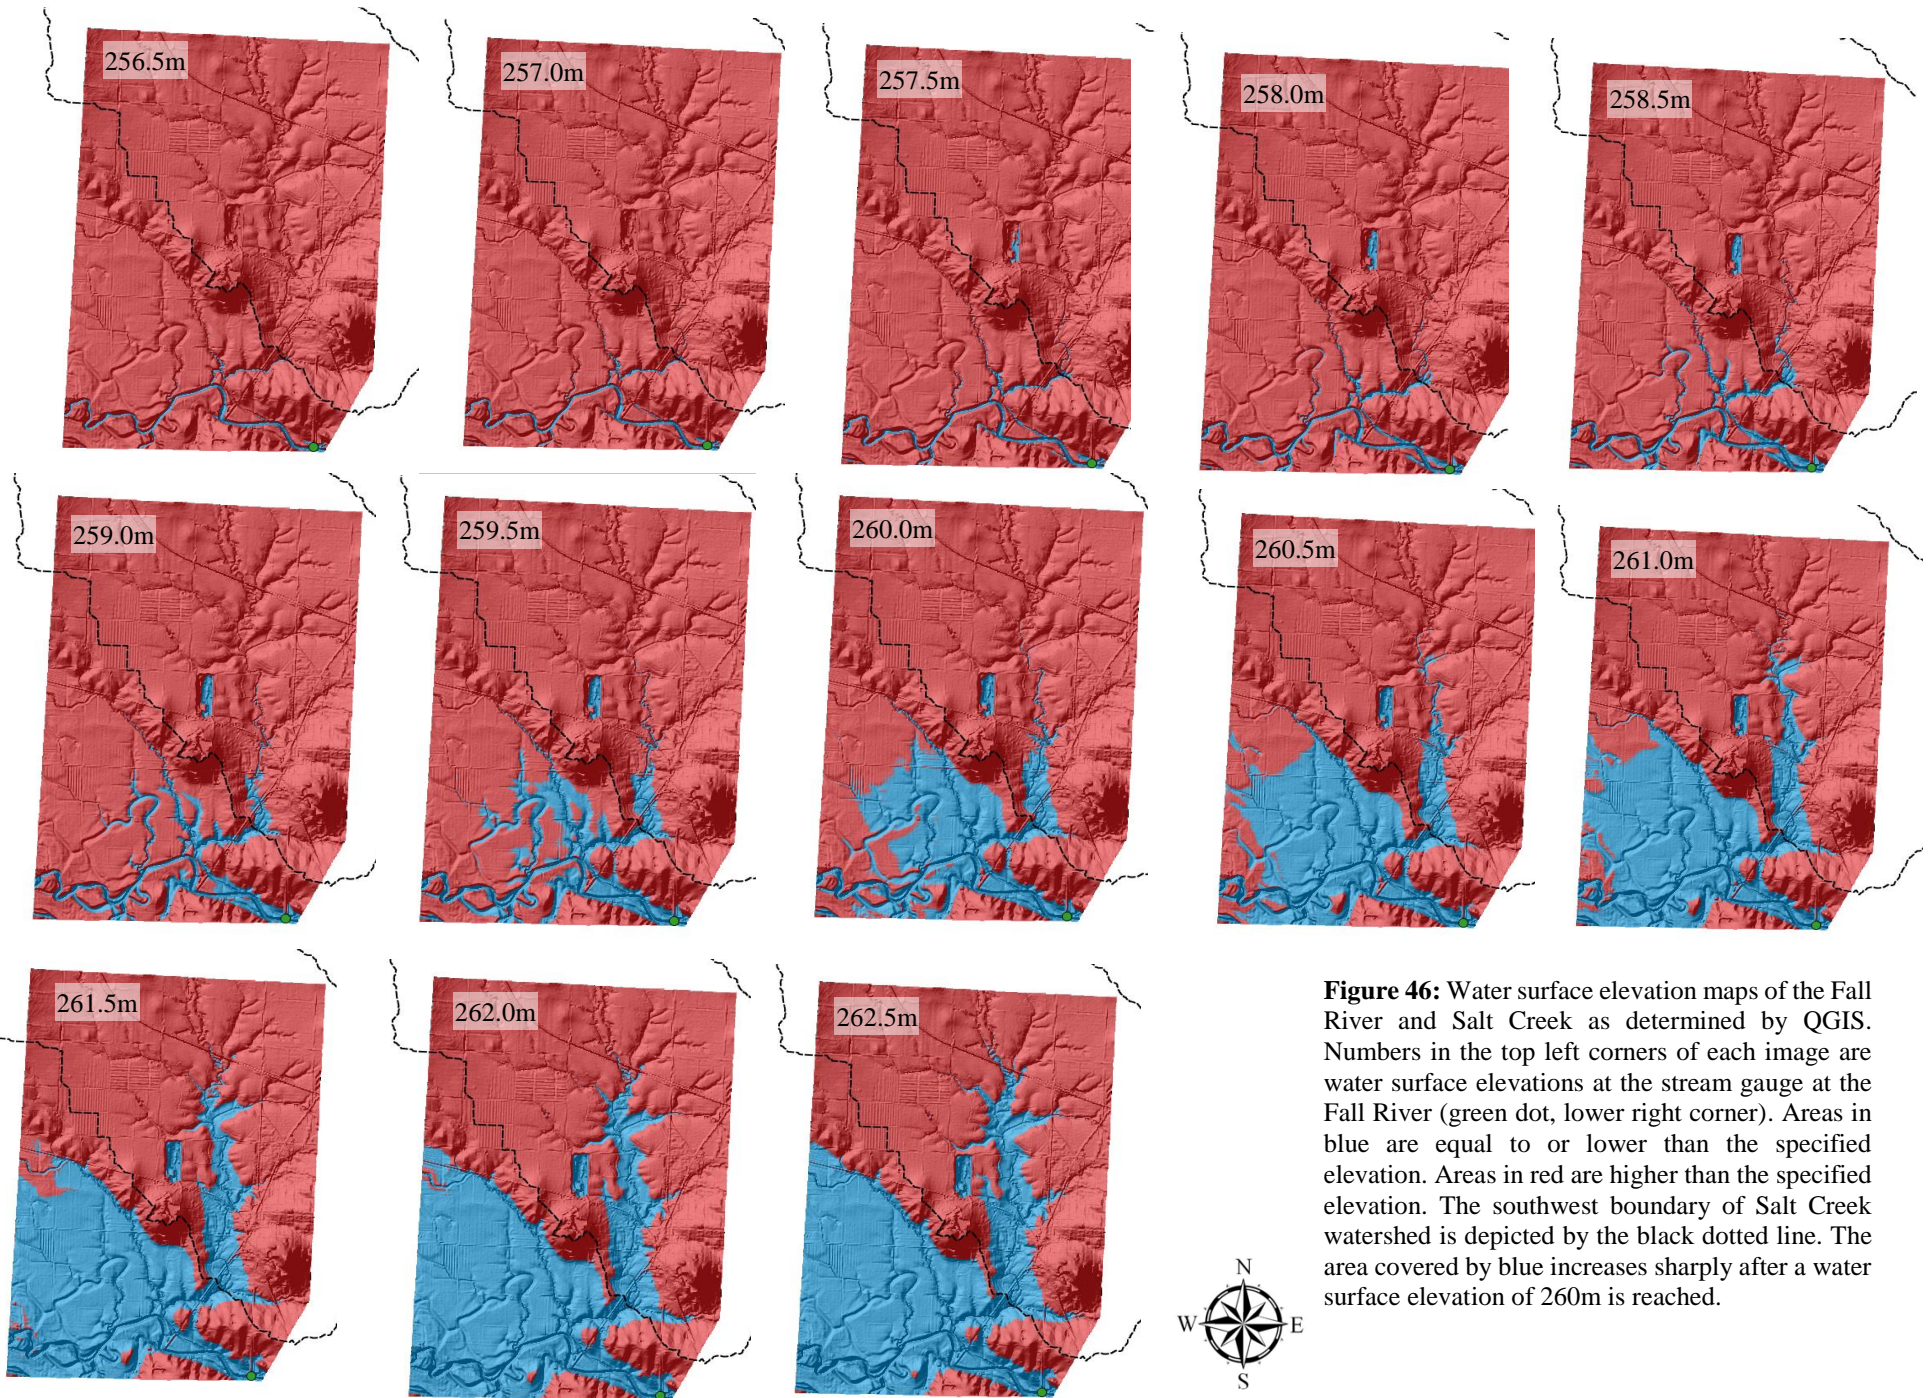 256.5m
257.0m
257.5m
258.0m
258.5m
259.0m
259.5m
260.0m
260.5m
261.0m
261.5m
262.0m
262.5m
Figure 46: Water surface elevation maps of the Fall
River and Salt Creek as determined by QGIS.
Numbers in the top left corners of each image are
water surface elevations at the stream gauge at the
Fall River (green dot, lower right corner). Areas in
blue are equal to or lower than the specified
elevation. Areas in red are higher than the specified
elevation. The southwest boundary of Salt Creek
watershed is depicted by the black dotted line. The
area covered by blue increases sharply after a water
surface elevation of 260m is reached.
N
W E
S